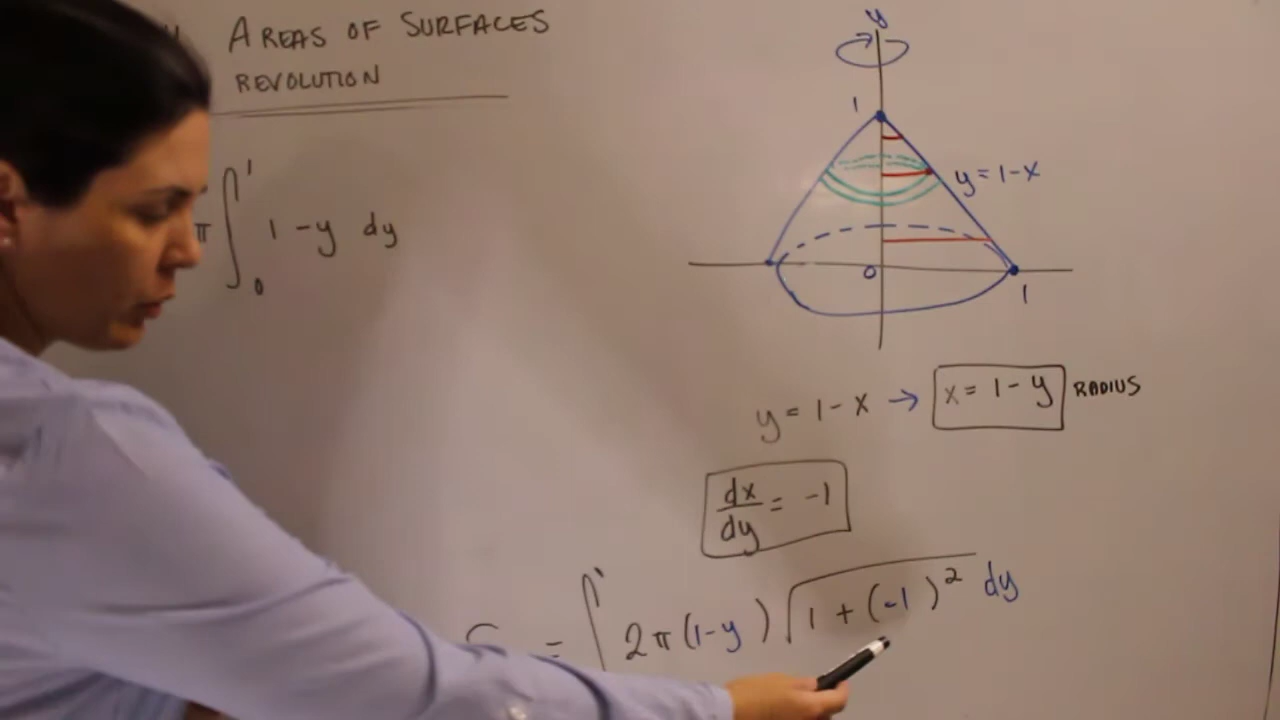 AREAS OF SURFACES
REVOLUTION
π ∫₀¹ 1 - y dy
y
1
y = 1 - x
0
1
y = 1 - x → x = 1 - y RADIUS
dx/dy = -1
= ∫¹ 2π(1-y)√(1 + (-1)²) dy